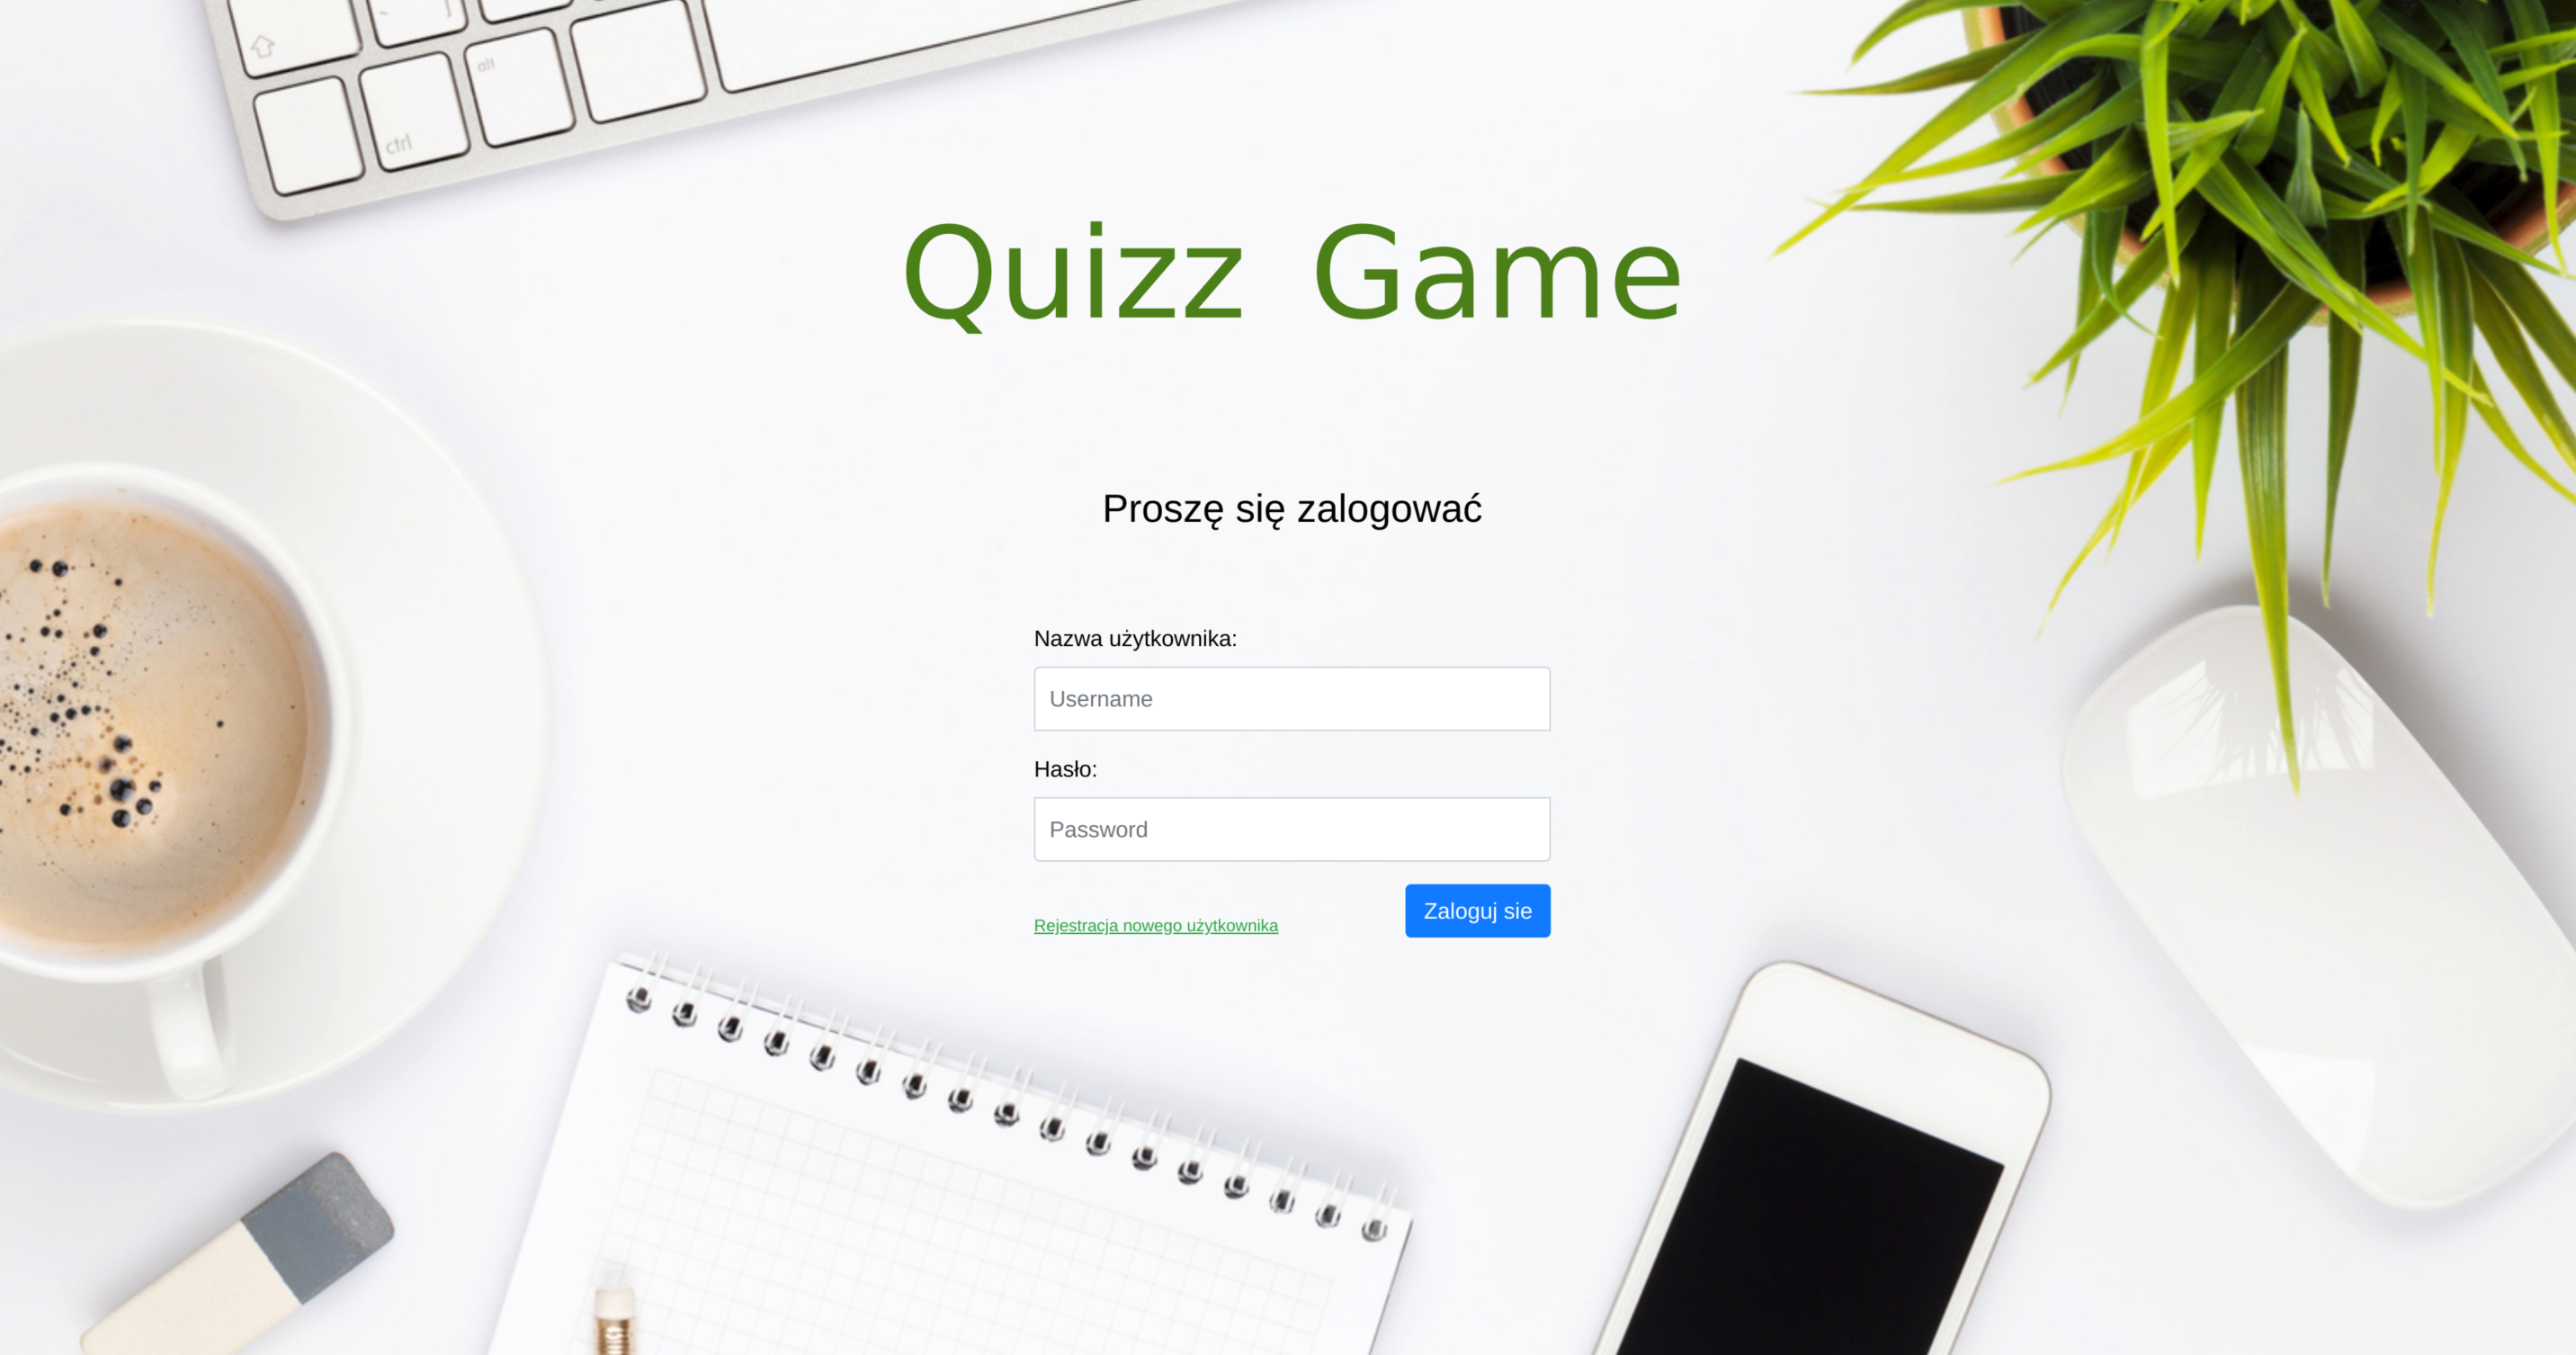 alt
ctrl
Quizz Game
Proszę się zalogować
Nazwa użytkownika:
Username
Hasło:
Password
Rejestracja nowego użytkownika
Zaloguj sie